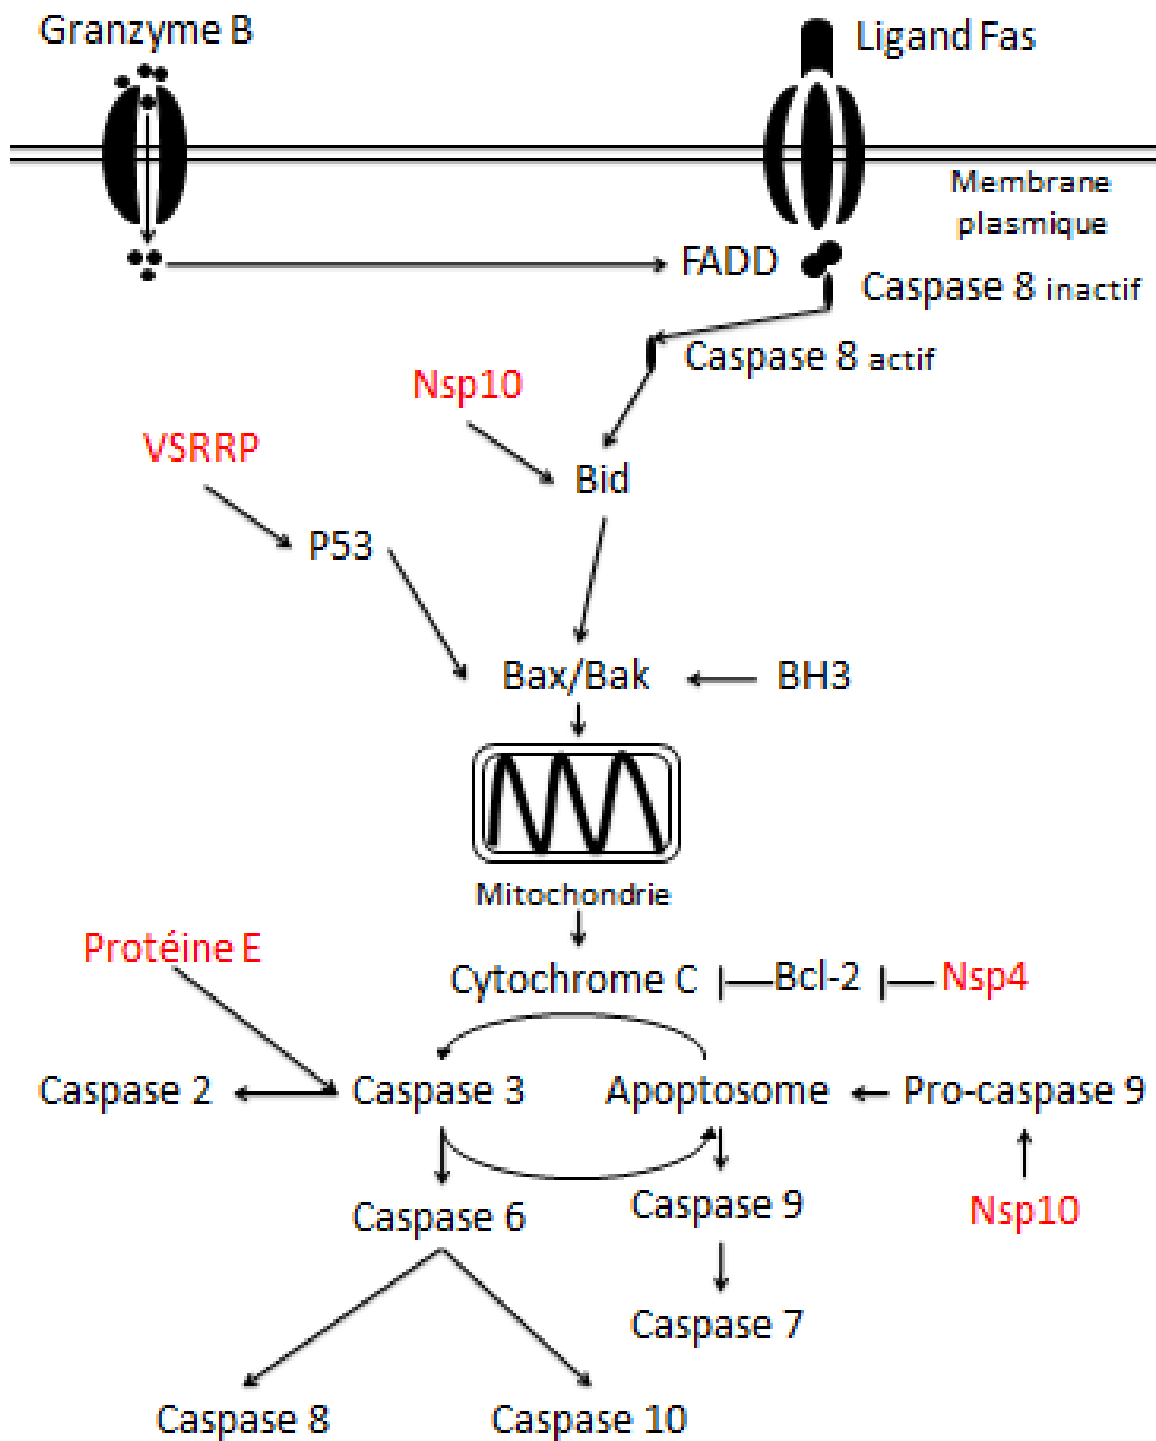 Granzyme B
Ligand Fas
Membrane
plasmique
FADD
Caspase 8 inactif
Caspase 8 actif
Nsp10
VSRRP
Bid
P53
Bax/Bak
BH3
Mitochondrie
Protéine E
Cytochrome C
Bcl-2
Nsp4
Caspase 2
Caspase 3
Apoptosome
Pro-caspase 9
Caspase 6
Caspase 9
Nsp10
Caspase 7
Caspase 8
Caspase 10